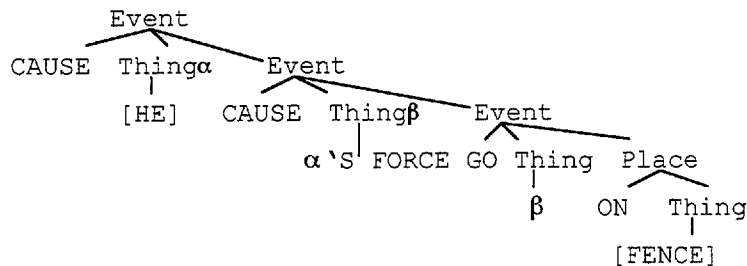 Event
CAUSE Thingα Event
[HE] CAUSE Thingβ Event
α'S FORCE GO Thing Place
β ON Thing
[FENCE]